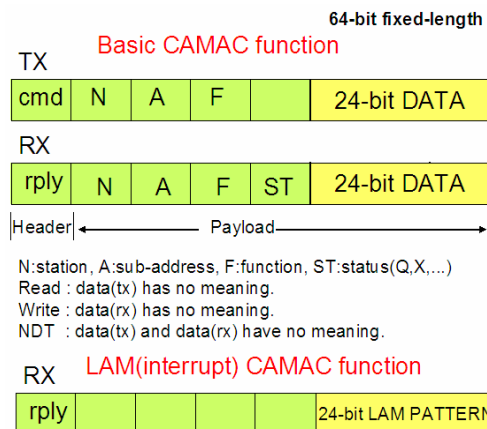 64-bit fixed-length
Basic CAMAC function
TX
cmd N A F 24-bit DATA
RX
rply N A F ST 24-bit DATA
Header Payload
N:station, A:sub-address, F:function, ST:status(Q,X,...)
Read : data(tx) has no meaning.
Write : data(rx) has no meaning.
NDT : data(tx) and data(rx) have no meaning.
LAM(interrupt) CAMAC function
RX
rply 24-bit LAM PATTERN